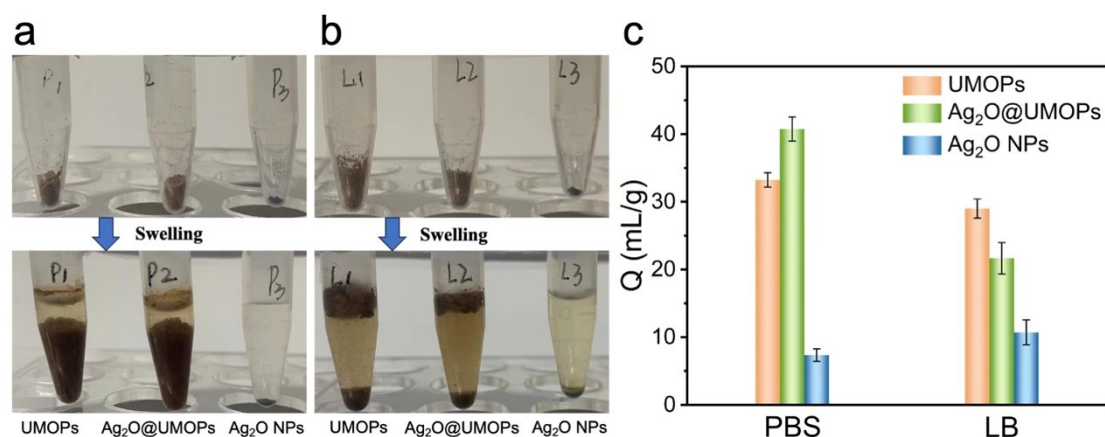 a
b
c
P1
2
P3
L1
L2
L3
Swelling
Swelling
P1
P2
P3
L1
L2
L3
UMOPs
Ag₂O@UMOPs
Ag₂O NPs
UMOPs
Ag₂O@UMOPs
Ag₂O NPs
Q (mL/g)
50
40
30
20
10
0
UMOPs
Ag₂O@UMOPs
Ag₂O NPs
PBS
LB